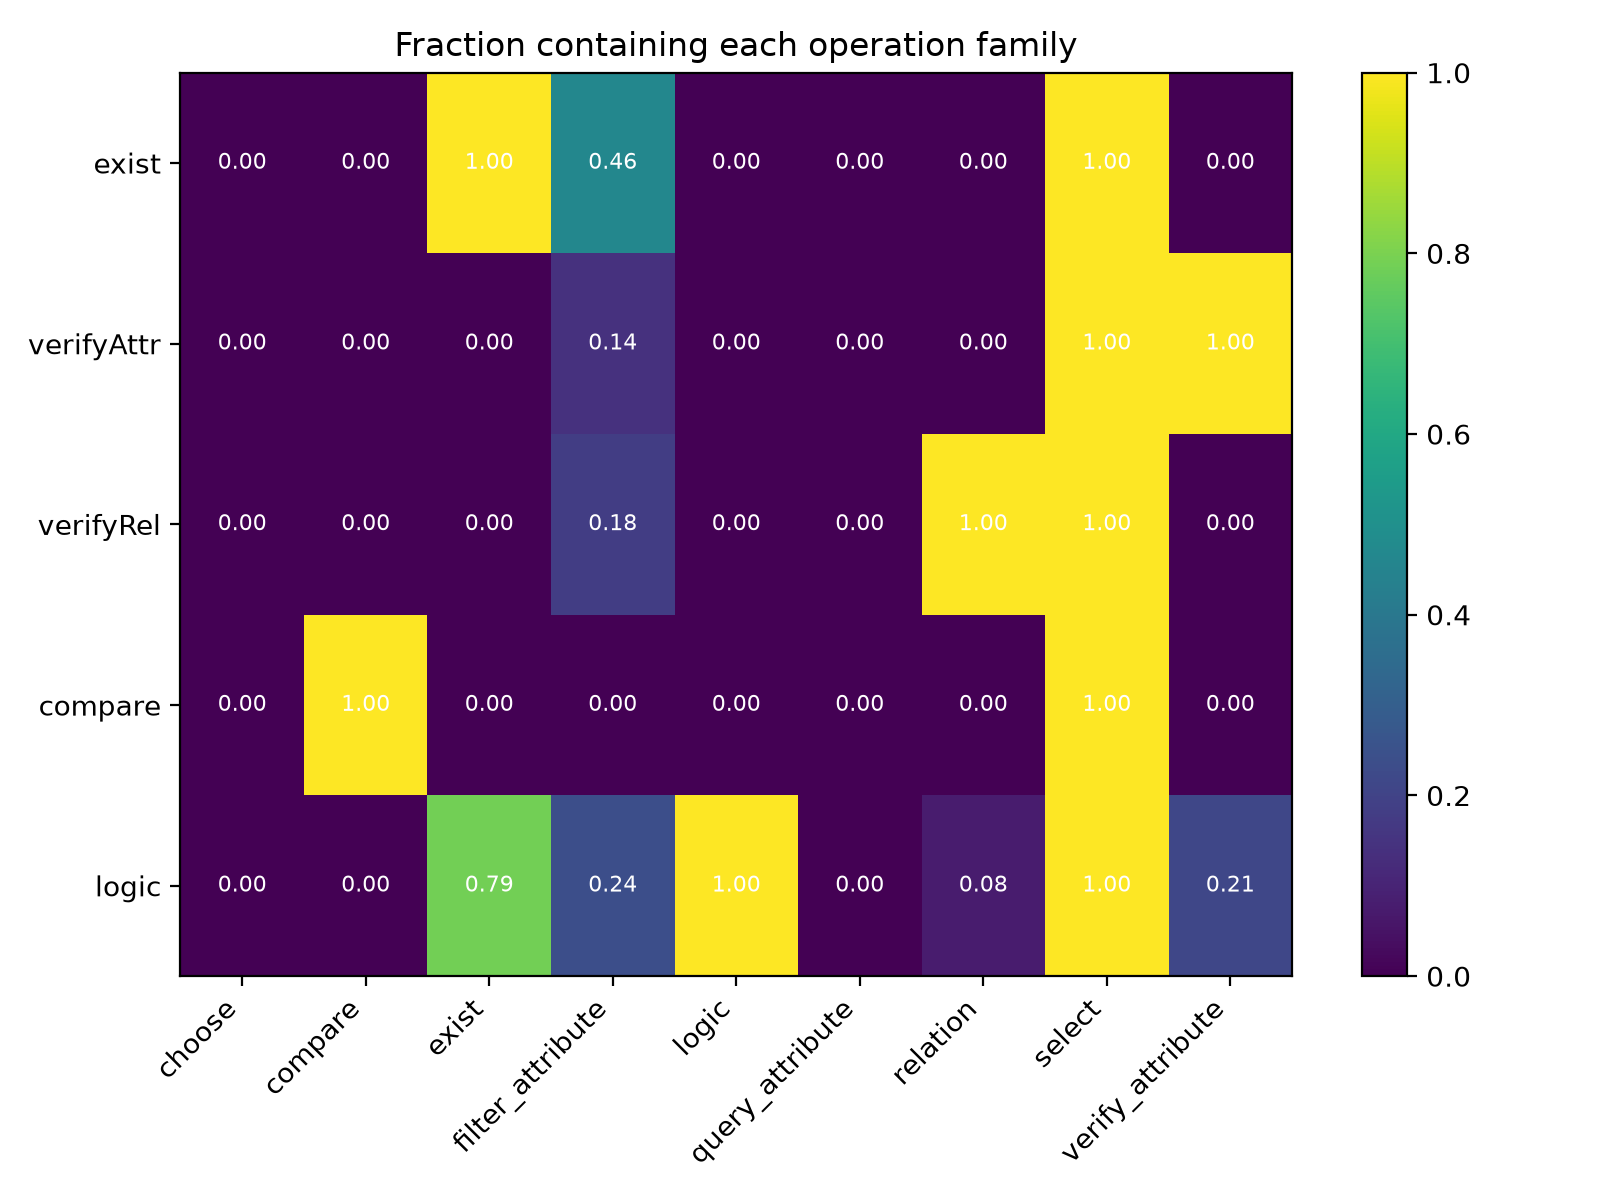 Fraction containing each operation family
exist 0.00 0.00 1.00 0.46 0.00 0.00 0.00 1.00 0.00
verifyAttr 0.00 0.00 0.00 0.14 0.00 0.00 0.00 1.00 1.00
verifyRel 0.00 0.00 0.00 0.18 0.00 0.00 1.00 1.00 0.00
compare 0.00 1.00 0.00 0.00 0.00 0.00 0.00 1.00 0.00
logic 0.00 0.00 0.79 0.24 1.00 0.00 0.08 1.00 0.21
choose
compare
exist
filter_attribute
logic
query_attribute
relation
select
verify_attribute
1.0
0.8
0.6
0.4
0.2
0.0